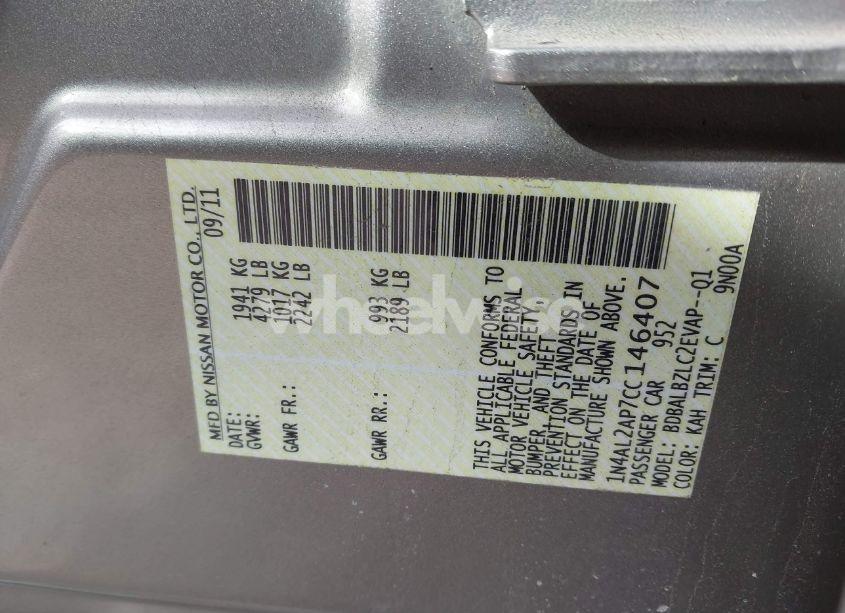 MFD BY NISSAN MOTOR CO., LTD.
DATE: 09/11
GVWR: 1941 KG
4279 LB
GAWR FR.: 1017 KG
2242 LB
GAWR RR.: 993 KG
2189 LB
THIS VEHICLE CONFORMS TO
ALL APPLICABLE FEDERAL
MOTOR VEHICLE SAFETY,
BUMPER, AND THEFT
PREVENTION STANDARDS IN
EFFECT ON THE DATE OF
MANUFACTURE SHOWN ABOVE.
1N4AL2AP7CC146407
PASSENGER CAR 952
MODEL: BDBALBZLC2EVAP--Q1
COLOR: KAH TRIM: C 9N00A
wheelwise